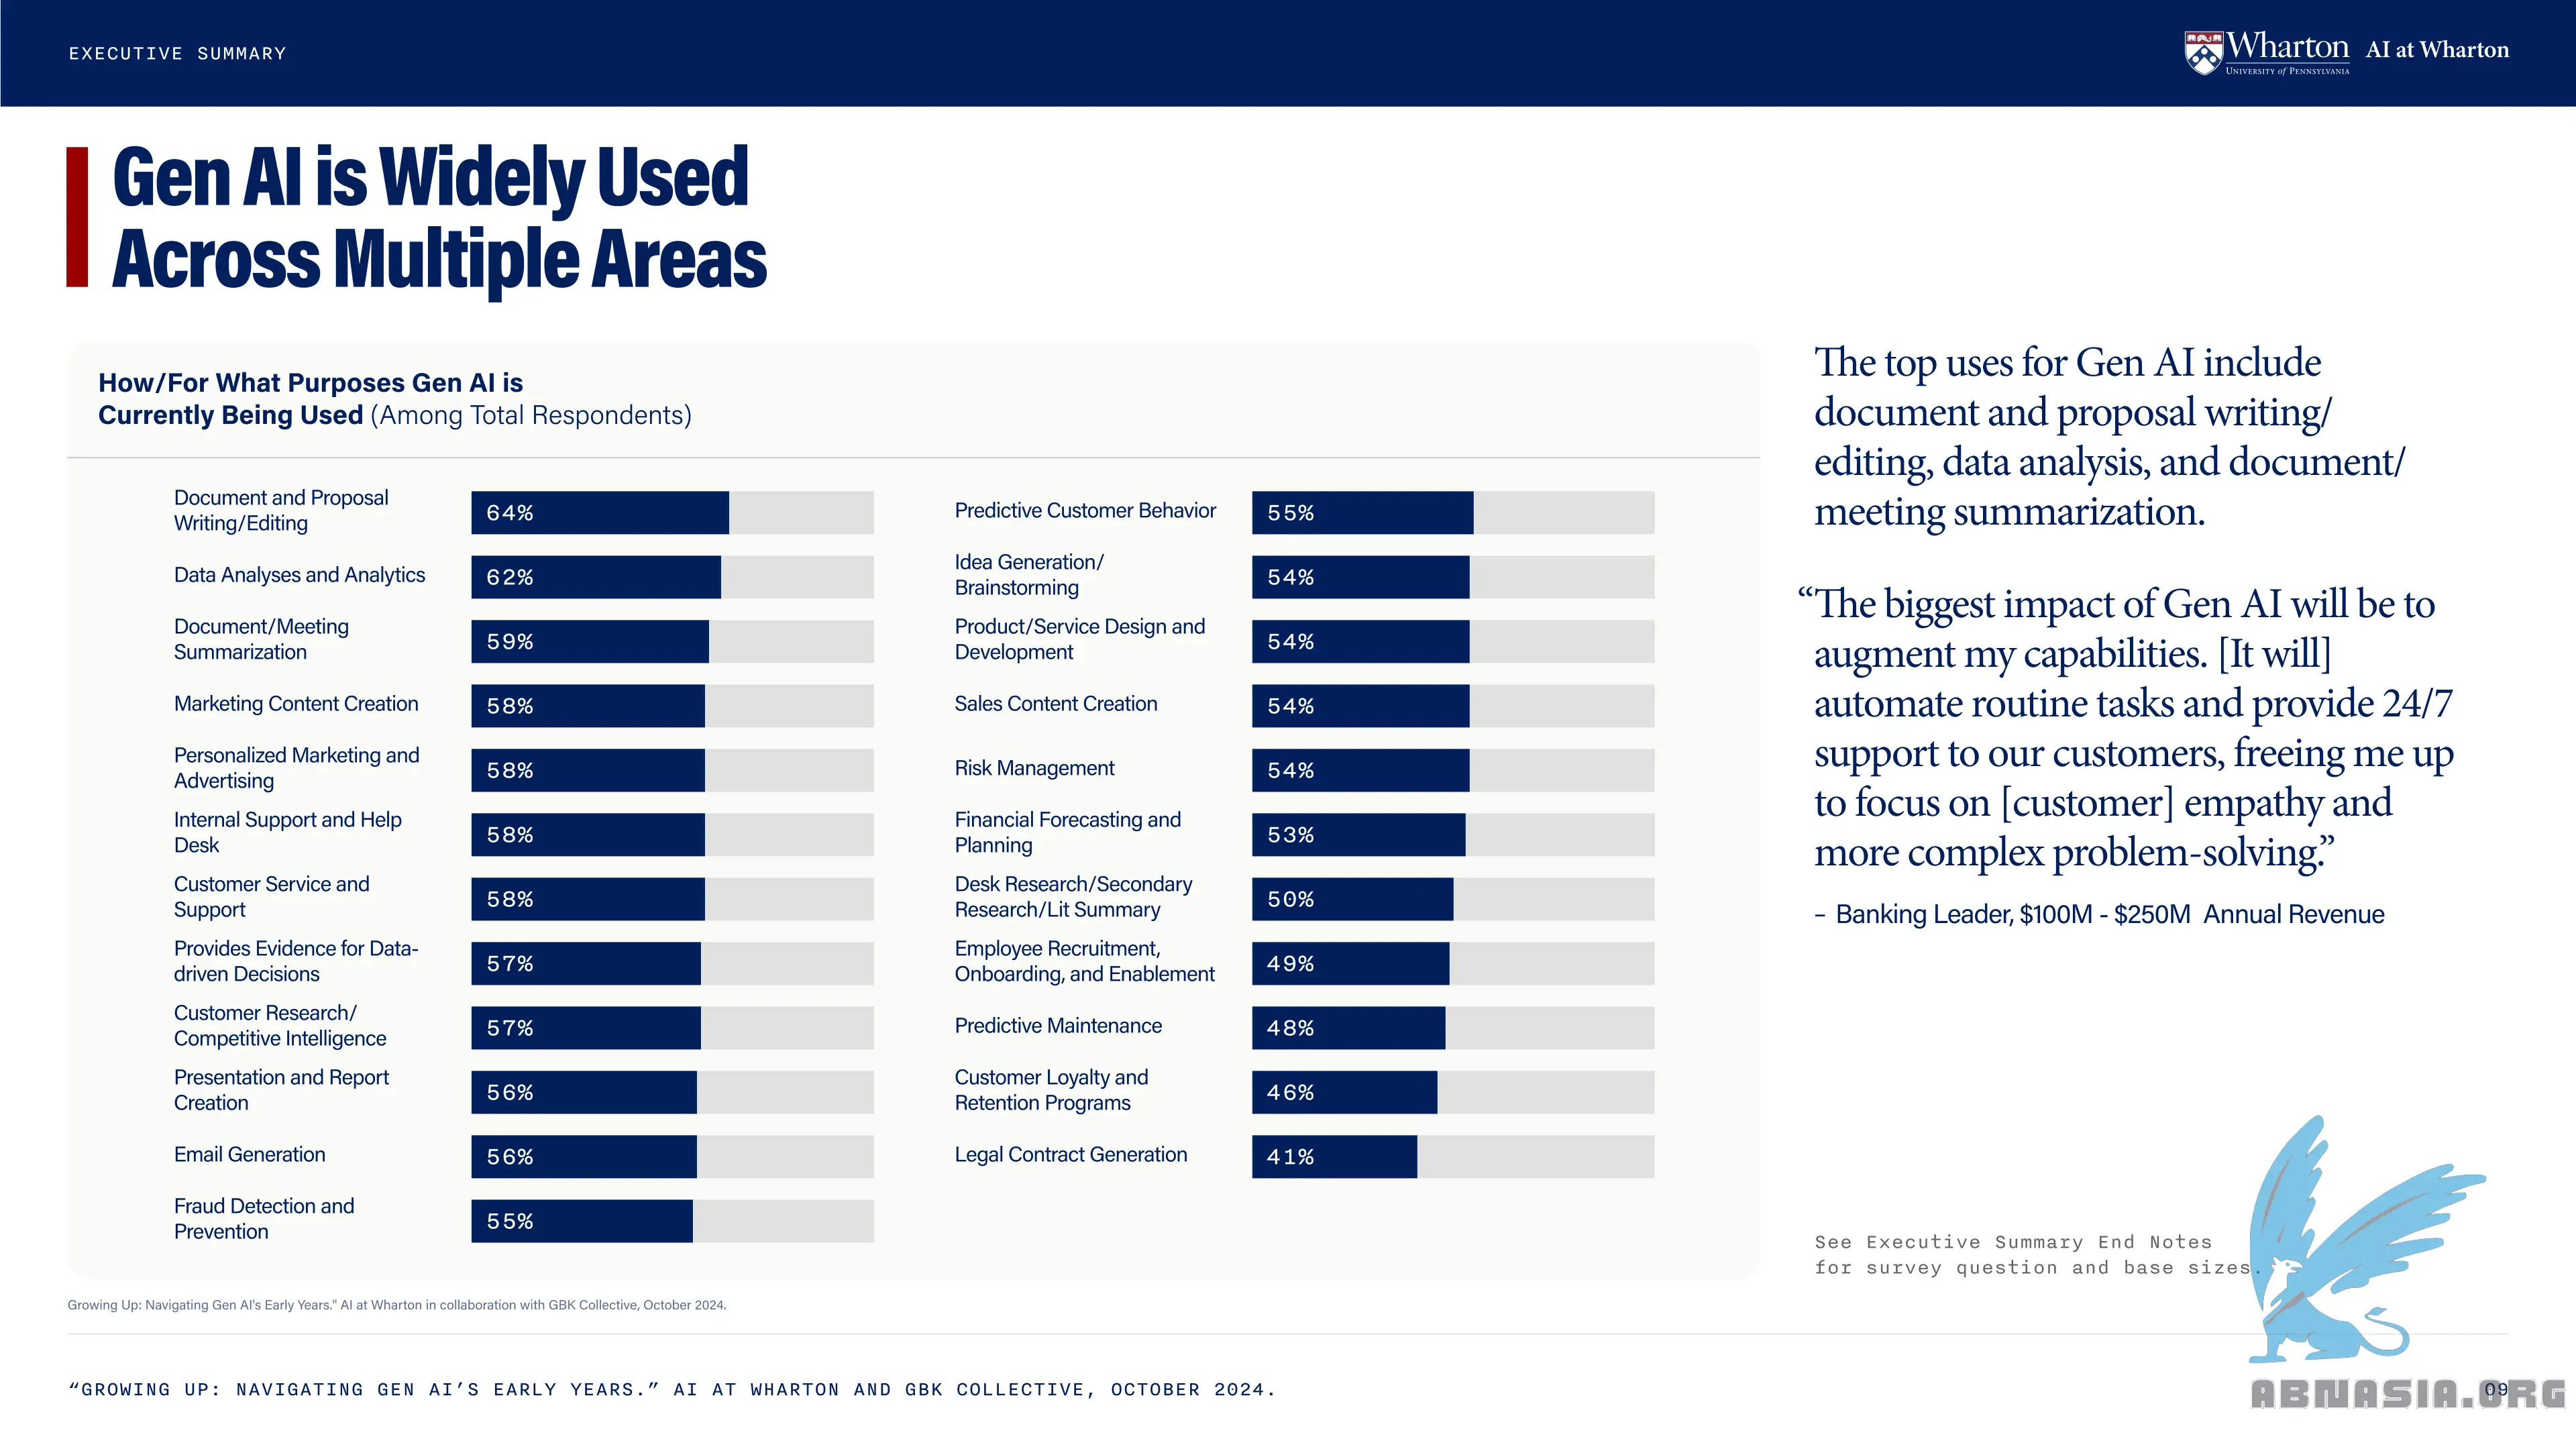 EXECUTIVE SUMMARY
Wharton
UNIVERSITY of PENNSYLVANIA
AI at Wharton
Gen AI is Widely Used
Across Multiple Areas
How/For What Purposes Gen AI is
Currently Being Used (Among Total Respondents)
Document and Proposal
Writing/Editing
64%
Data Analyses and Analytics
62%
Document/Meeting
Summarization
59%
Marketing Content Creation
58%
Personalized Marketing and
Advertising
58%
Internal Support and Help
Desk
58%
Customer Service and
Support
58%
Provides Evidence for Data-
driven Decisions
57%
Customer Research/
Competitive Intelligence
57%
Presentation and Report
Creation
56%
Email Generation
56%
Fraud Detection and
Prevention
55%
Predictive Customer Behavior
55%
Idea Generation/
Brainstorming
54%
Product/Service Design and
Development
54%
Sales Content Creation
54%
Risk Management
54%
Financial Forecasting and
Planning
53%
Desk Research/Secondary
Research/Lit Summary
50%
Employee Recruitment,
Onboarding, and Enablement
49%
Predictive Maintenance
48%
Customer Loyalty and
Retention Programs
46%
Legal Contract Generation
41%
The top uses for Gen AI include
document and proposal writing/
editing, data analysis, and document/
meeting summarization.
“The biggest impact of Gen AI will be to
augment my capabilities. [It will]
automate routine tasks and provide 24/7
support to our customers, freeing me up
to focus on [customer] empathy and
more complex problem-solving.”
– Banking Leader, $100M - $250M Annual Revenue
See Executive Summary End Notes
for survey question and base sizes.
Growing Up: Navigating Gen AI's Early Years." AI at Wharton in collaboration with GBK Collective, October 2024.
“GROWING UP: NAVIGATING GEN AI’S EARLY YEARS.” AI AT WHARTON AND GBK COLLECTIVE, OCTOBER 2024.
09
ABNASIA.ORG